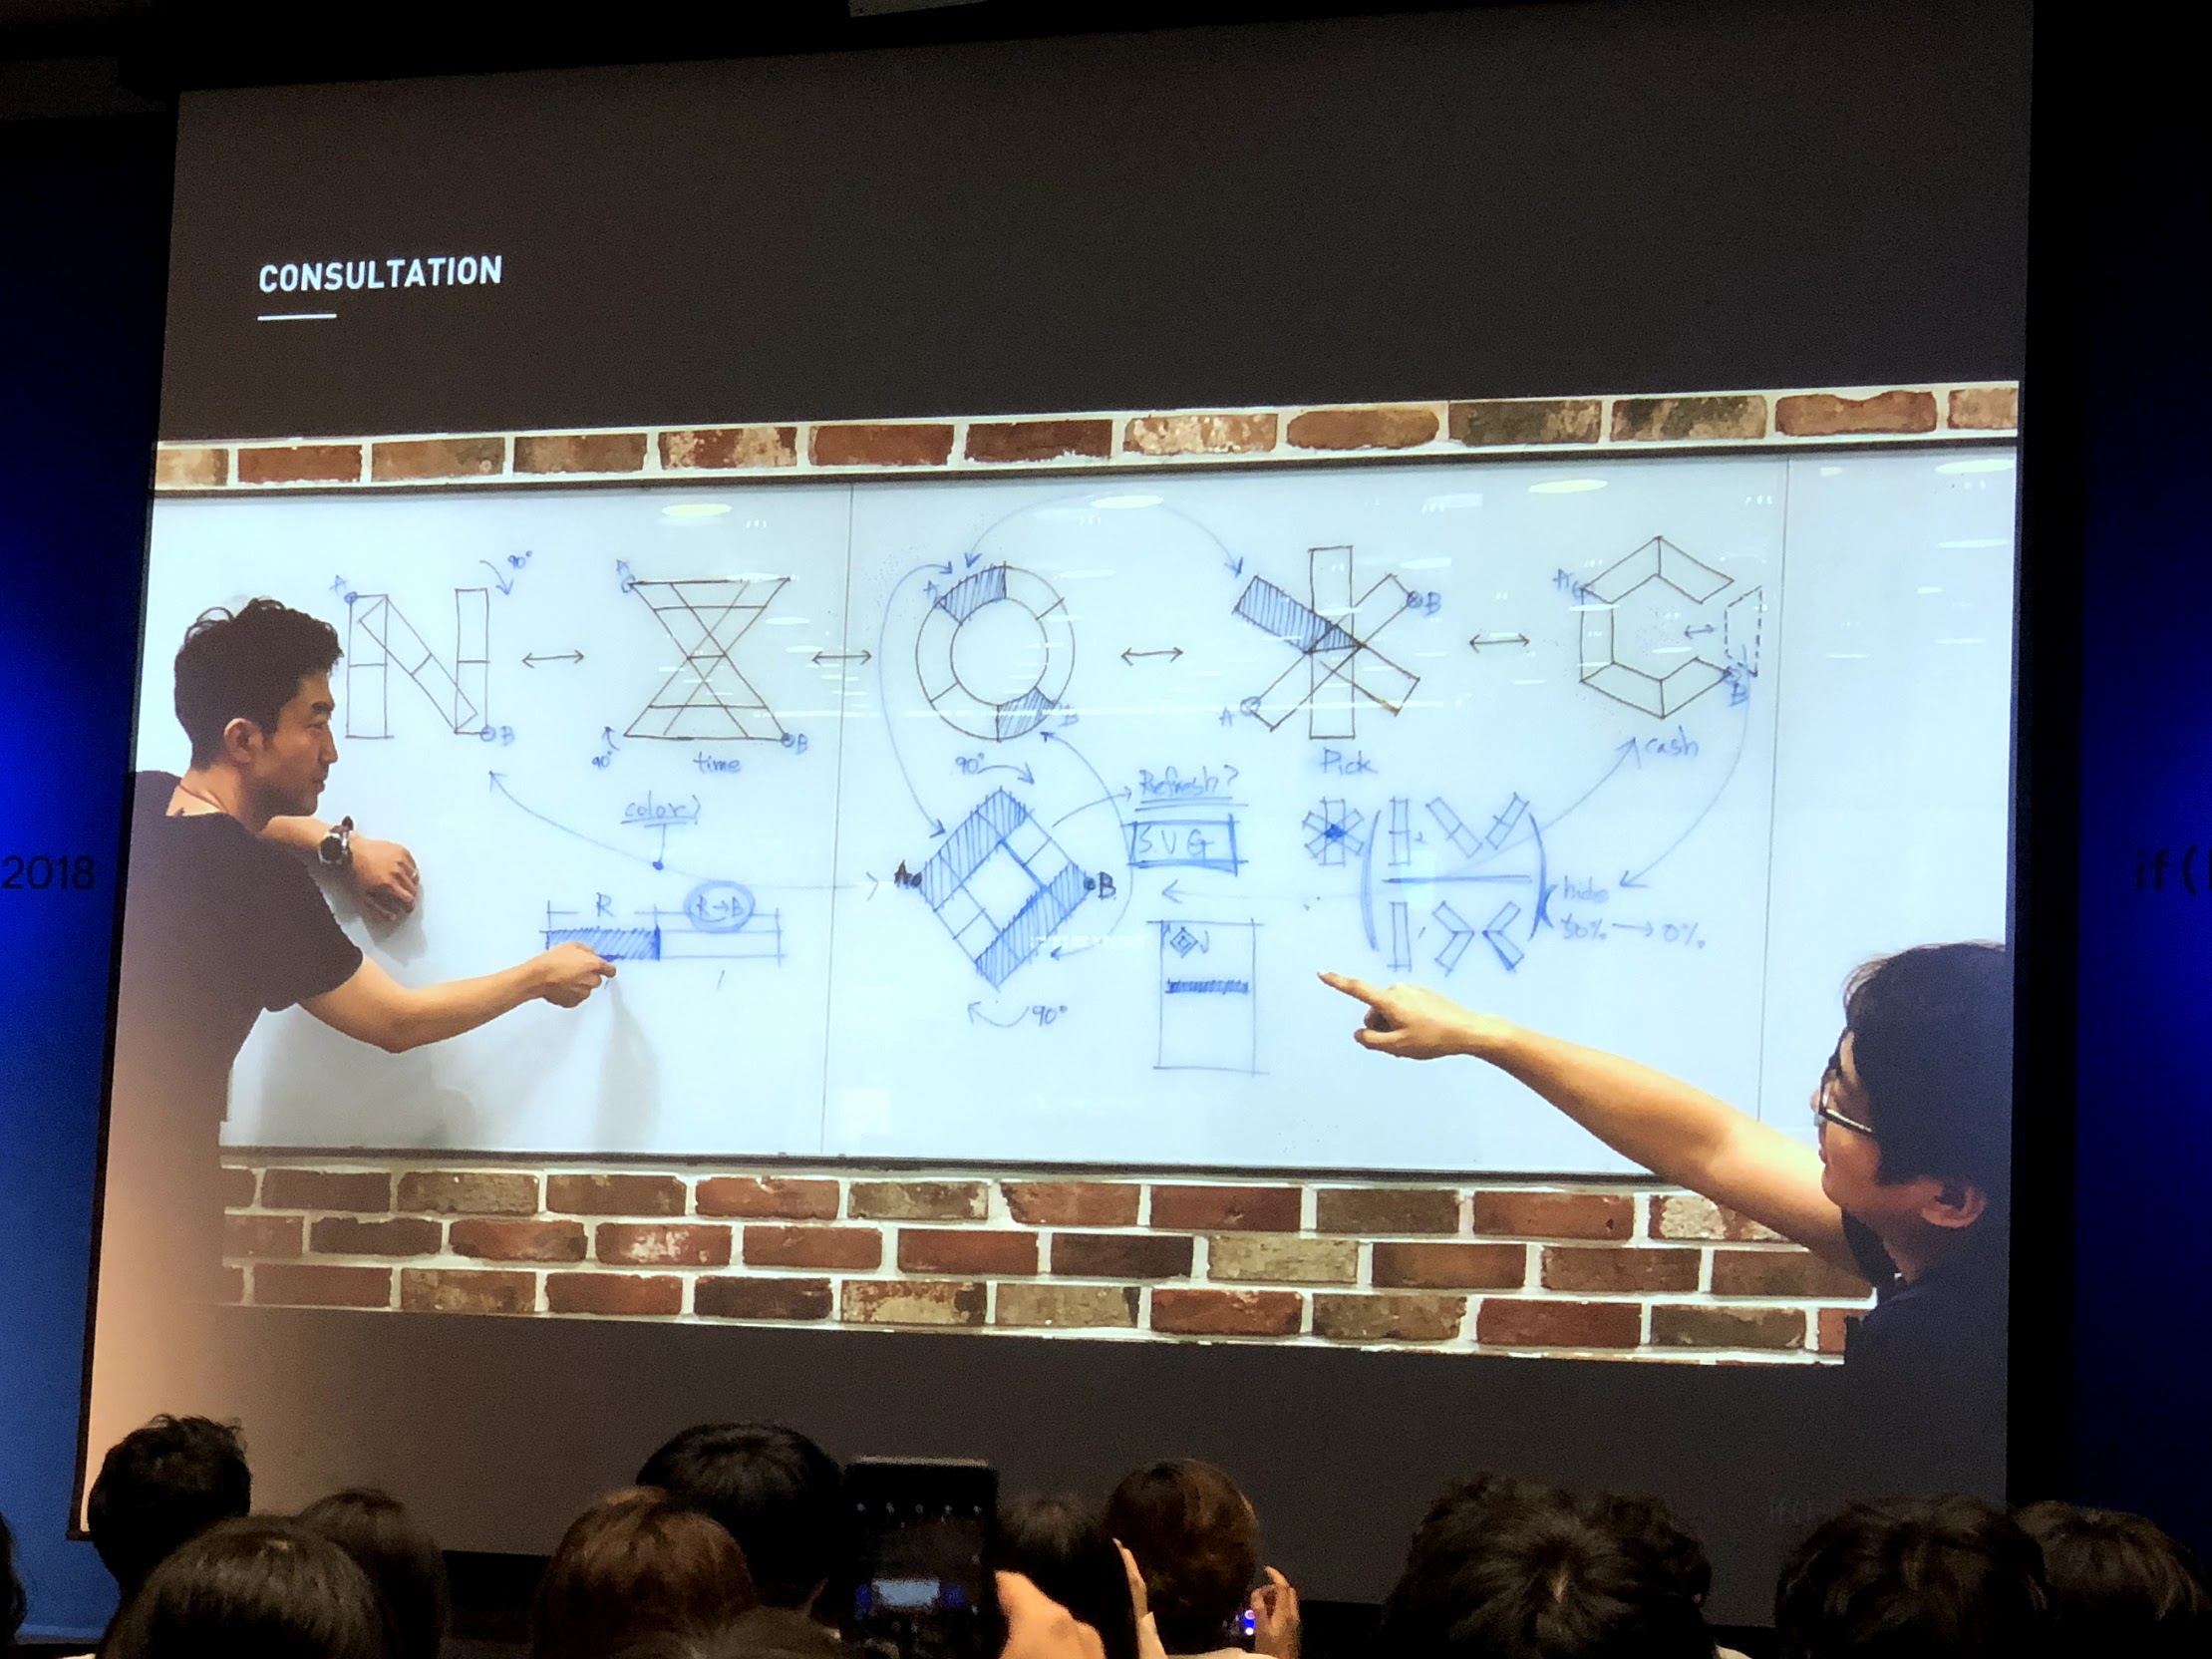 CONSULTATION
2018
if(
A
90°
B
A
90°
B
time
A
B
A
B
Pick
A
B
cash
color?
R
R→B
90°
Refresh?
SVG
B
90°
hide
50% → 0%